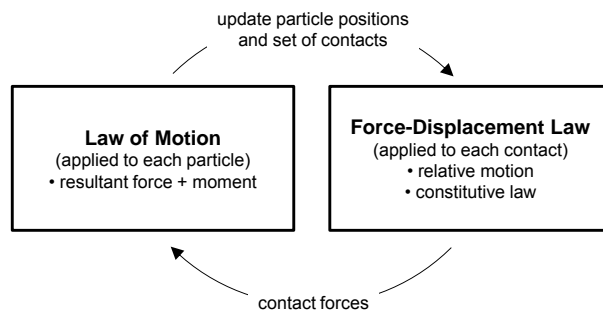 update particle positions
and set of contacts
Law of Motion
(applied to each particle)
• resultant force + moment
Force-Displacement Law
(applied to each contact)
• relative motion
• constitutive law
contact forces